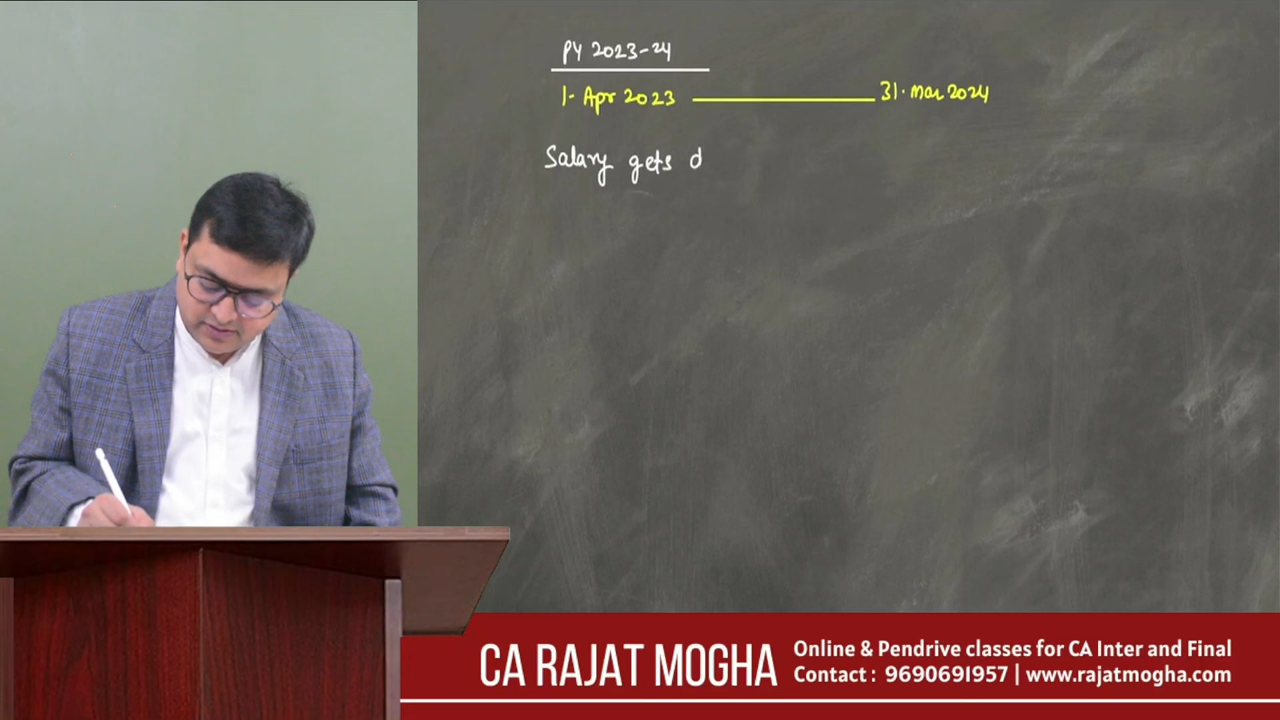 PY 2023-24
1- Apr 2023 31. Mar 2024
Salary gets d
CA RAJAT MOGHA
Online & Pendrive classes for CA Inter and Final
Contact : 9690691957 | www.rajatmogha.com